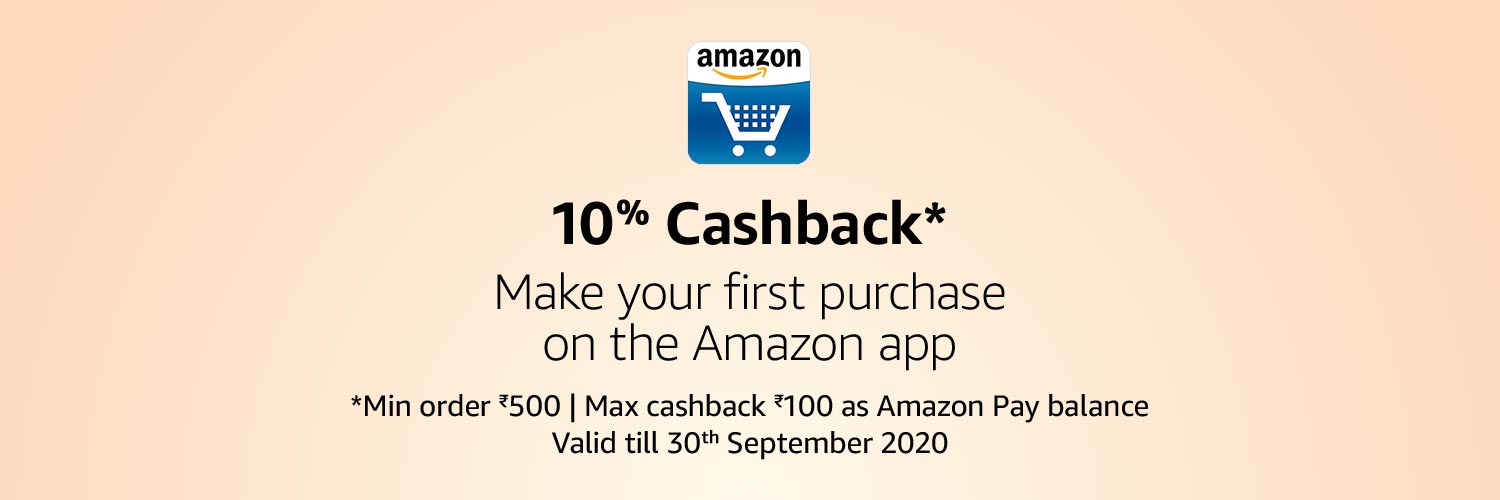 amazon
10% Cashback*
Make your first purchase
on the Amazon app
*Min order ₹500 | Max cashback ₹100 as Amazon Pay balance
Valid till 30th September 2020